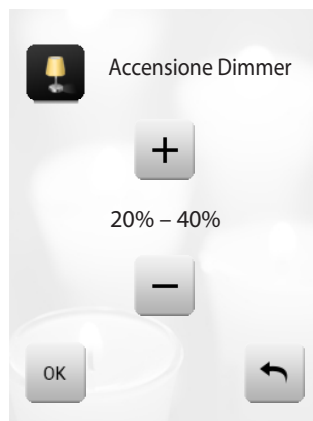 Accensione Dimmer
+
20% – 40%
–
OK